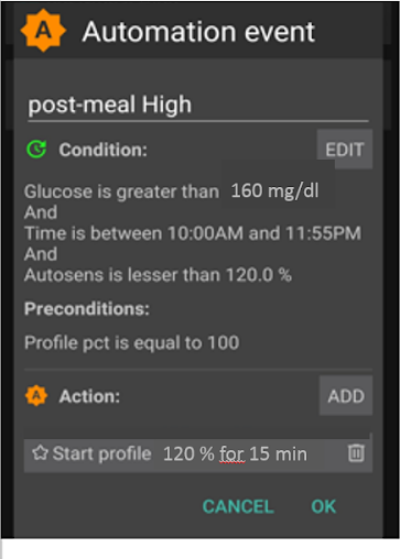 A Automation event
post-meal High
Condition: EDIT
Glucose is greater than 160 mg/dl
And
Time is between 10:00AM and 11:55PM
And
Autosens is lesser than 120.0 %
Preconditions:
Profile pct is equal to 100
A Action: ADD
Start profile 120 % for 15 min
CANCEL OK